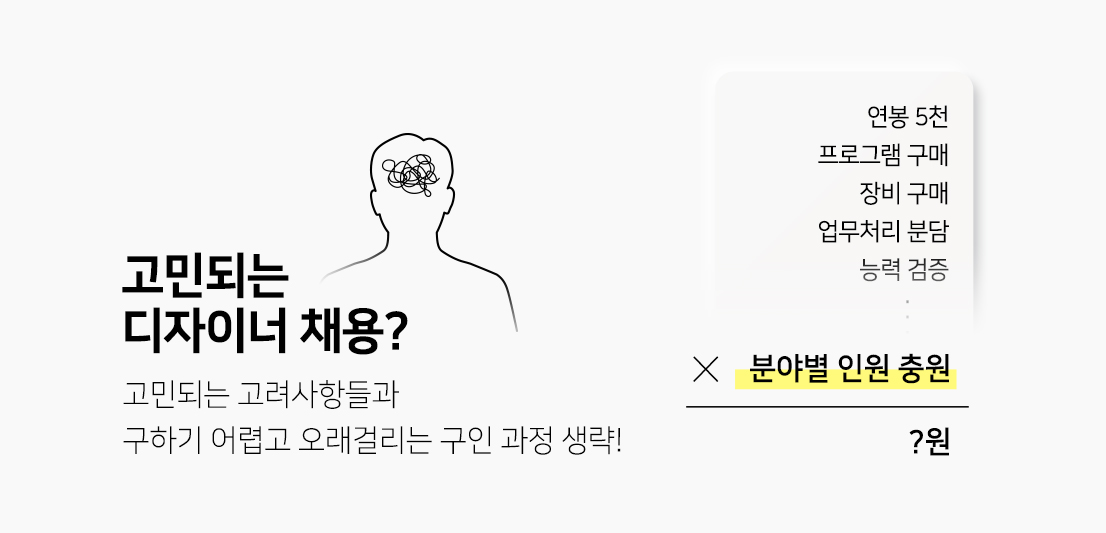 고민되는
디자이너 채용?
고민되는 고려사항들과
구하기 어렵고 오래걸리는 구인 과정 생략!
연봉 5천
프로그램 구매
장비 구매
업무처리 분담
능력 검증
× 분야별 인원 충원
?원